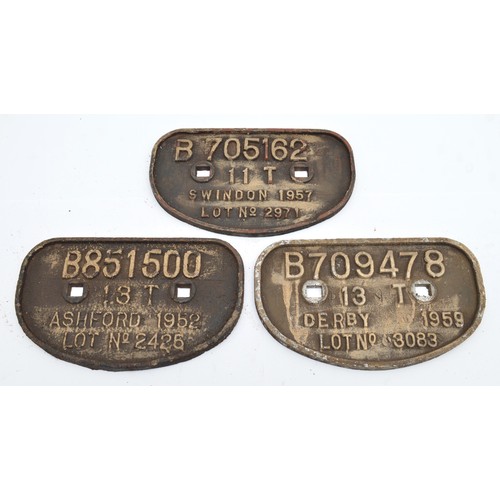 B 705162
11 T
SWINDON 1957
LOT Nº 2971
B851500
13 T
ASHFORD 1952
LOT Nº 2426
B709478
13 T
DERBY 1959
LOT Nº 3083